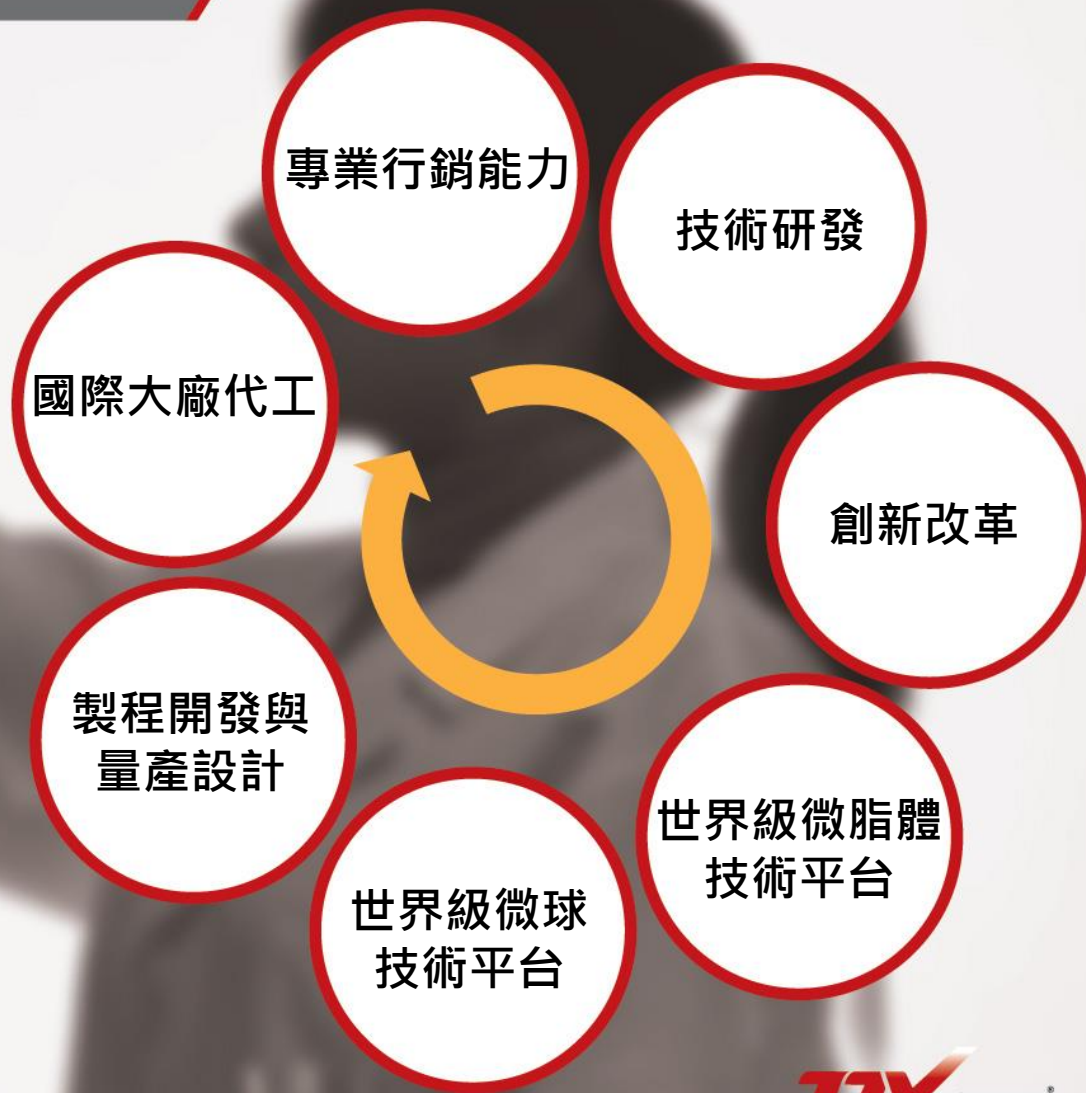 專業行銷能力
技術研發
創新改革
世界級微脂體
技術平台
世界級微球
技術平台
製程開發與
量產設計
國際大廠代工